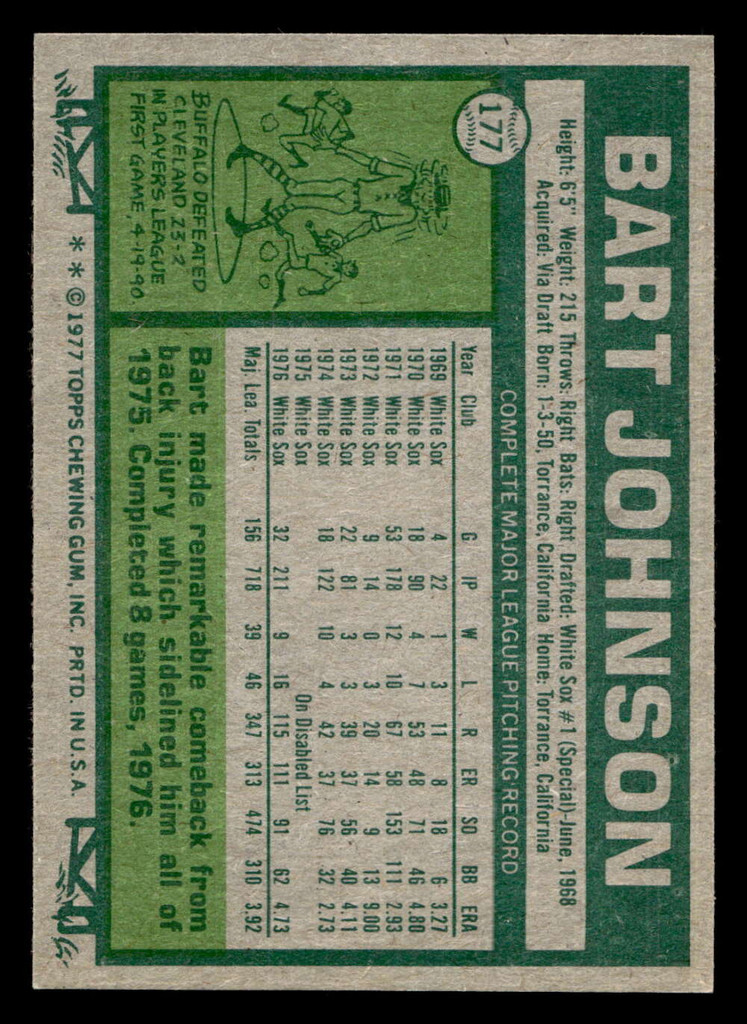 BART JOHNSON
177
Height: 6'5" Weight: 215 Throws: Right Bats: Right Drafted: White Sox #1 (Special)-June, 1968
Acquired: Via Draft Born: 1-3-50, Torrance, California Home: Torrance, California
COMPLETE MAJOR LEAGUE PITCHING RECORD
Year Club G IP W L R ER SO BB ERA
1969 White Sox 4 22 1 3 11 8 18 6 3.27
1970 White Sox 18 90 4 7 53 48 71 46 4.80
1971 White Sox 53 178 12 10 67 58 153 111 2.93
1972 White Sox 9 14 0 3 20 14 9 13 9.00
1973 White Sox 22 81 3 3 39 37 56 40 4.11
1974 White Sox 18 122 10 4 42 37 76 32 2.73
1975 White Sox On Disabled List
1976 White Sox 32 211 9 16 115 111 91 62 4.73
Maj. Lea. Totals 156 718 39 46 347 313 474 310 3.92
BUFFALO DEFEATED
CLEVELAND 23-2
IN PLAYERS LEAGUE
FIRST GAME, 4-19-90.
Bart made remarkable comeback from
back injury which sidelined him all of
1975. Completed 8 games, 1976.
* * © 1977 TOPPS CHEWING GUM, INC. PRTD. IN U.S.A.